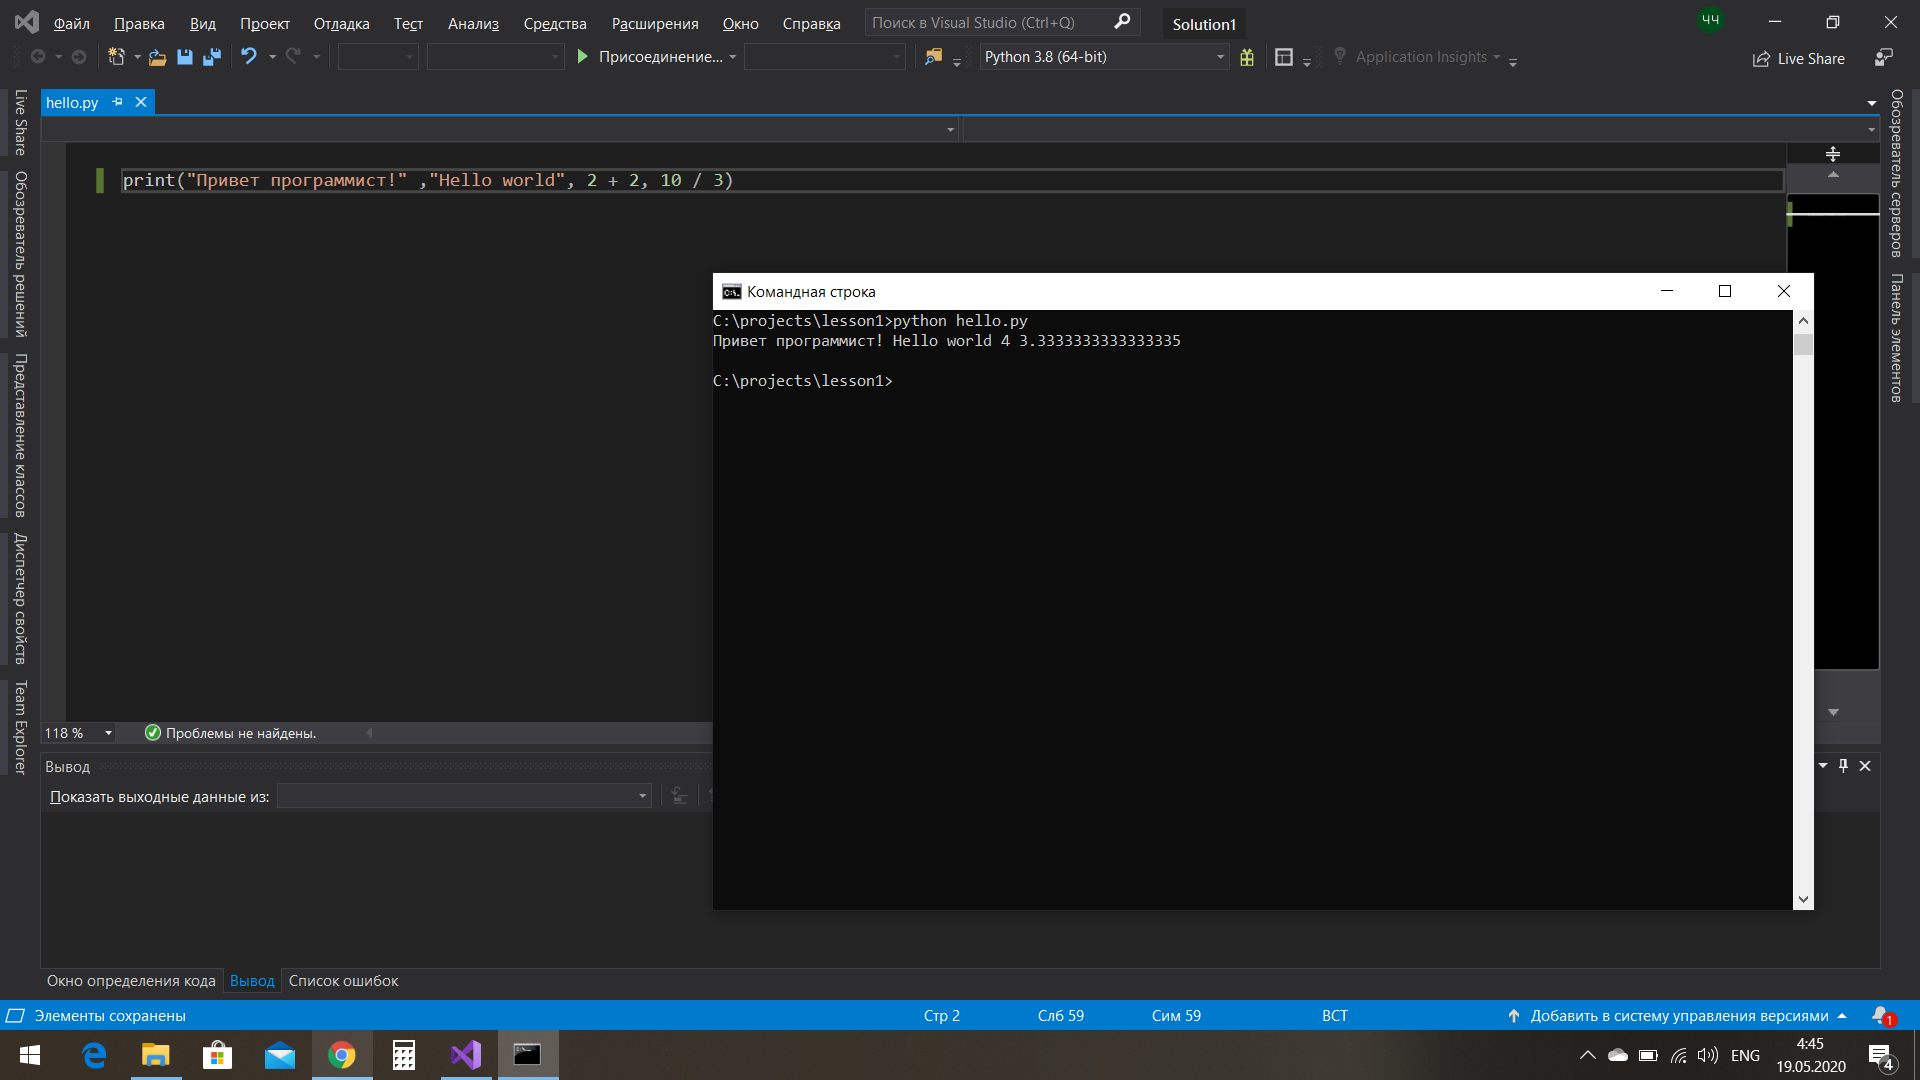 Файл Правка Вид Проект Отладка Тест Анализ Средства Расширения Окно Справка Поиск в Visual Studio (Ctrl+Q) Solution1 ЧЧ
Присоединение... Python 3.8 (64-bit) Application Insights Live Share
hello.py
Live Share
Обозреватель решений
Представление классов
Диспетчер свойств
Team Explorer
print("Привет программист!" ,"Hello world", 2 + 2, 10 / 3)
Обозреватель серверов
Панель элементов
Командная строка
C:\projects\lesson1>python hello.py
Привет программист! Hello world 4 3.3333333333333335
C:\projects\lesson1>
118 % Проблемы не найдены.
Вывод
Показать выходные данные из:
Окно определения кода Вывод Список ошибок
Элементы сохранены Стр 2 Слб 59 Сим 59 ВСТ Добавить в систему управления версиями 1
ENG 4:45
19.05.2020 4